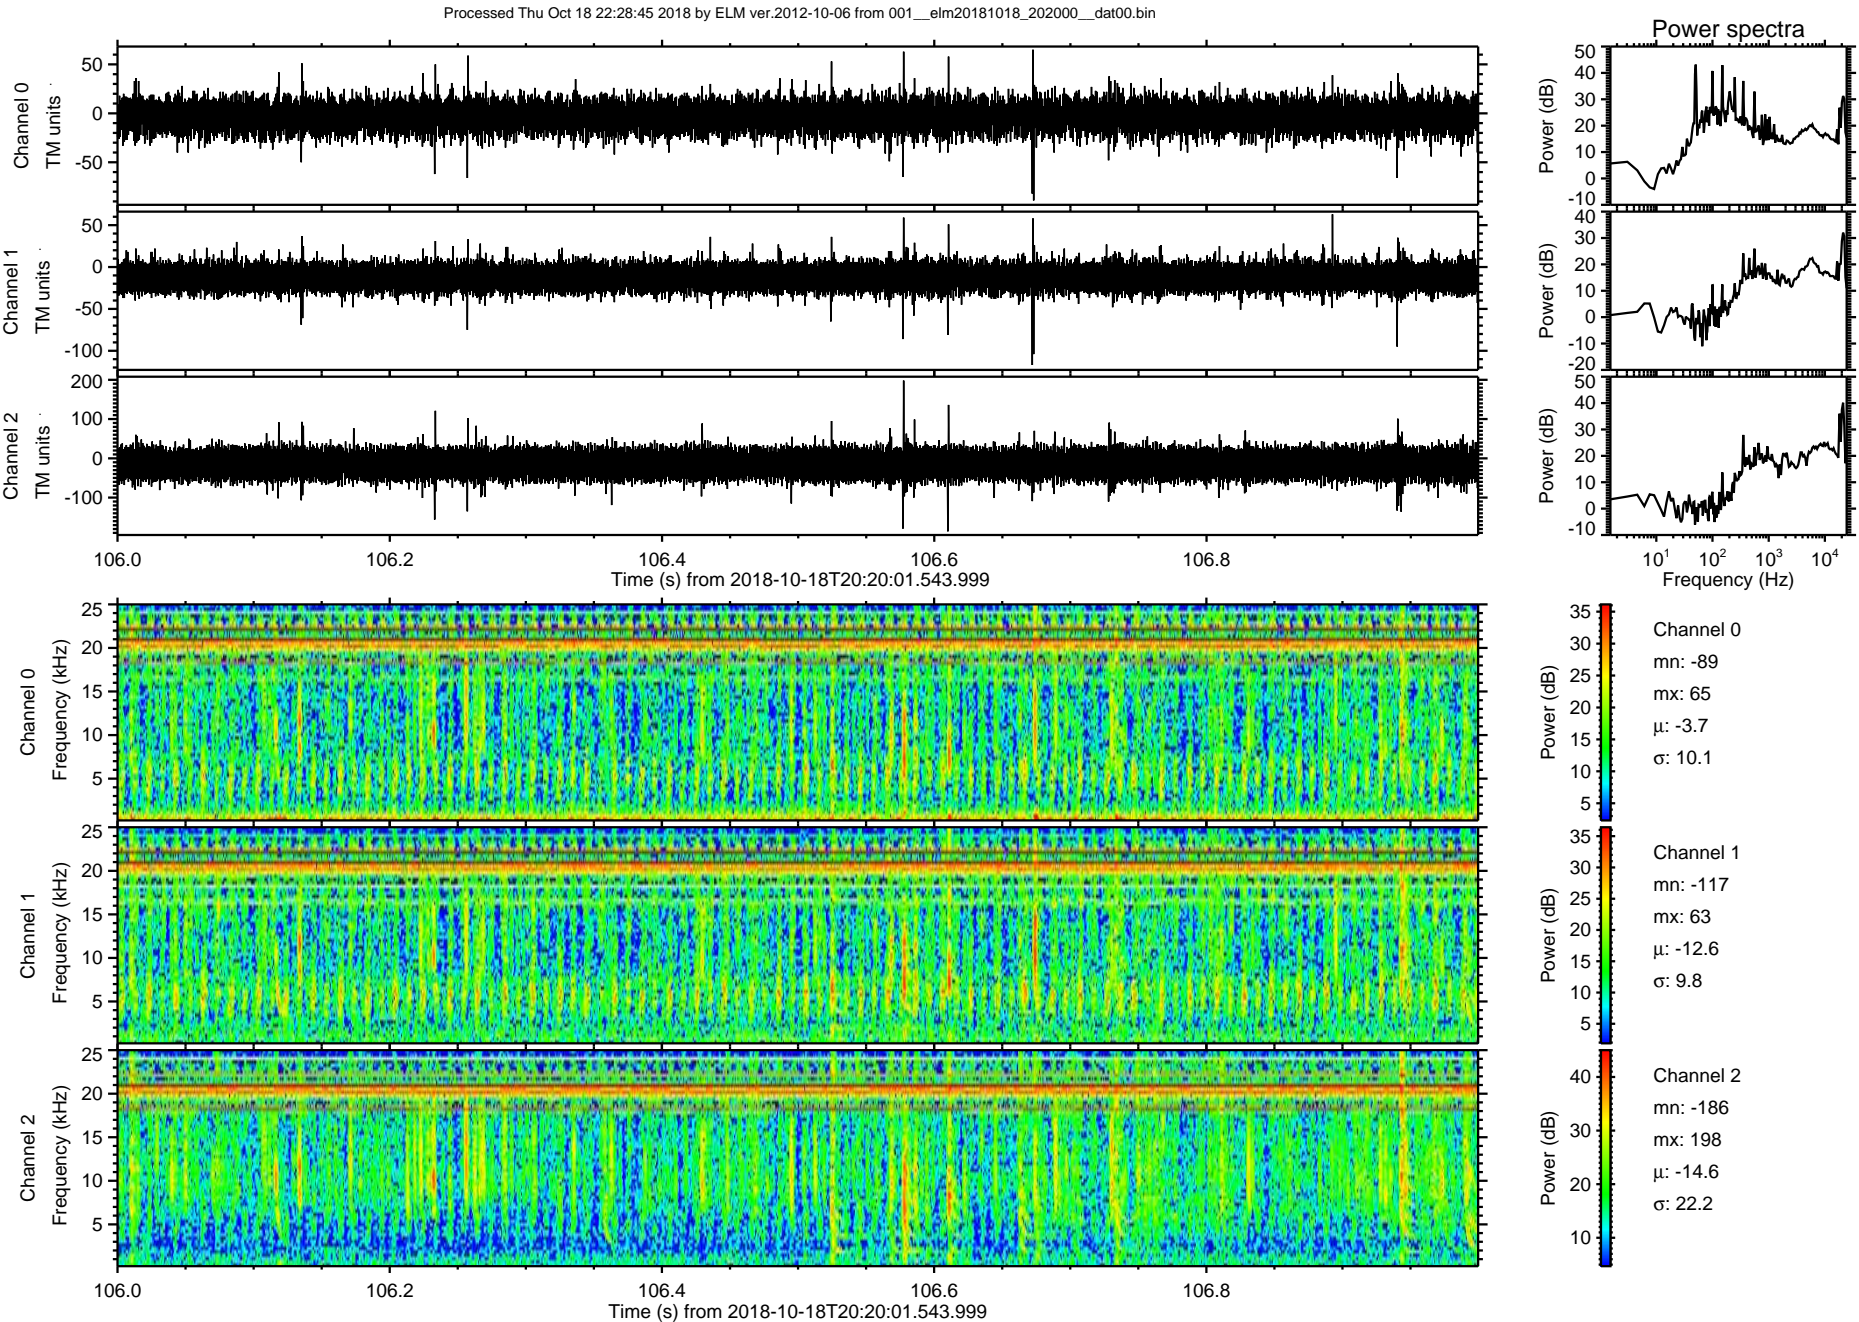 Processed Thu Oct 18 22:28:45 2018 by ELM ver.2012-10-06 from 001__elm20181018_202000__dat00.bin
Power spectra
Channel 0
TM units
50
0
-50
Power (dB)
50
40
30
20
10
0
-10
Channel 1
TM units
50
0
-50
-100
Power (dB)
40
30
20
10
0
-10
-20
Channel 2
TM units
200
100
0
-100
Power (dB)
50
40
30
20
10
0
-10
106.0 106.2 106.4 106.6 106.8
Time (s) from 2018-10-18T20:20:01.543.999
10¹ 10² 10³ 10⁴
Frequency (Hz)
Channel 0
Frequency (kHz)
25
20
15
10
5
Power (dB)
35
30
25
20
15
10
5
Channel 0
mn: -89
mx: 65
μ: -3.7
σ: 10.1
Channel 1
Frequency (kHz)
25
20
15
10
5
Power (dB)
35
30
25
20
15
10
5
Channel 1
mn: -117
mx: 63
μ: -12.6
σ: 9.8
Channel 2
Frequency (kHz)
25
20
15
10
5
Power (dB)
40
30
20
10
Channel 2
mn: -186
mx: 198
μ: -14.6
σ: 22.2
106.0 106.2 106.4 106.6 106.8
Time (s) from 2018-10-18T20:20:01.543.999